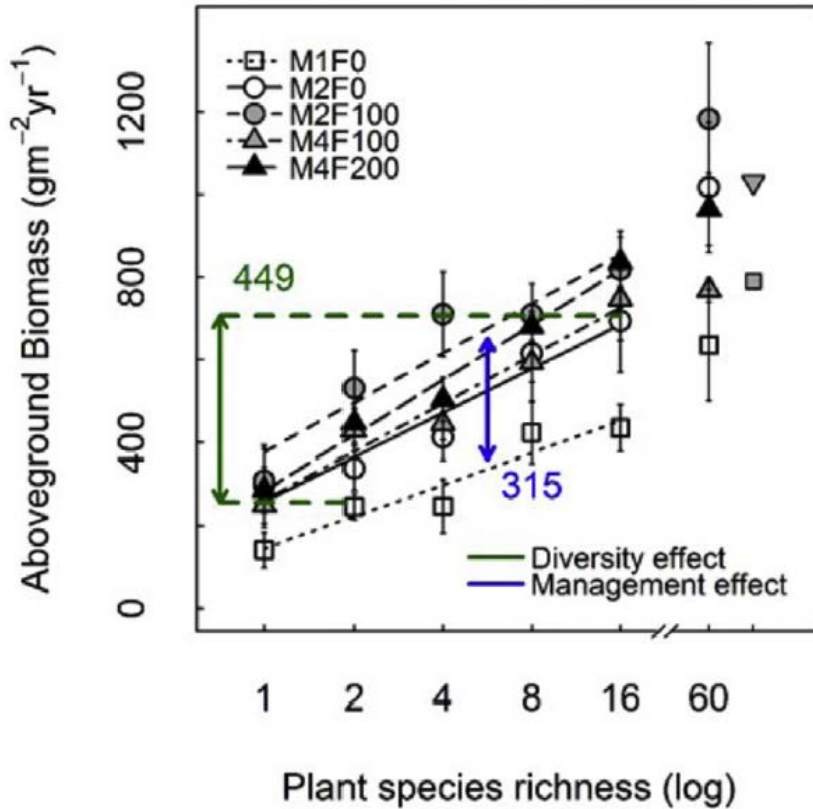 Aboveground Biomass (gm⁻²yr⁻¹)
1200
800
400
0
M1F0
M2F0
M2F100
M4F100
M4F200
449
315
Diversity effect
Management effect
1 2 4 8 16 60
Plant species richness (log)